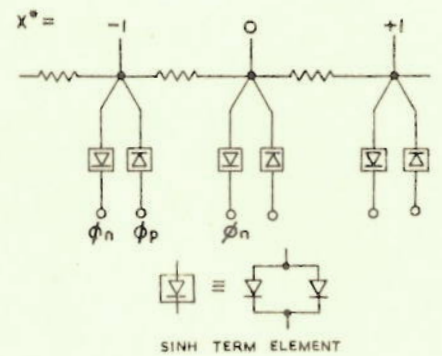 X* = -1 0 +1
ϕn ϕp ϕn
≡
SINH TERM ELEMENT